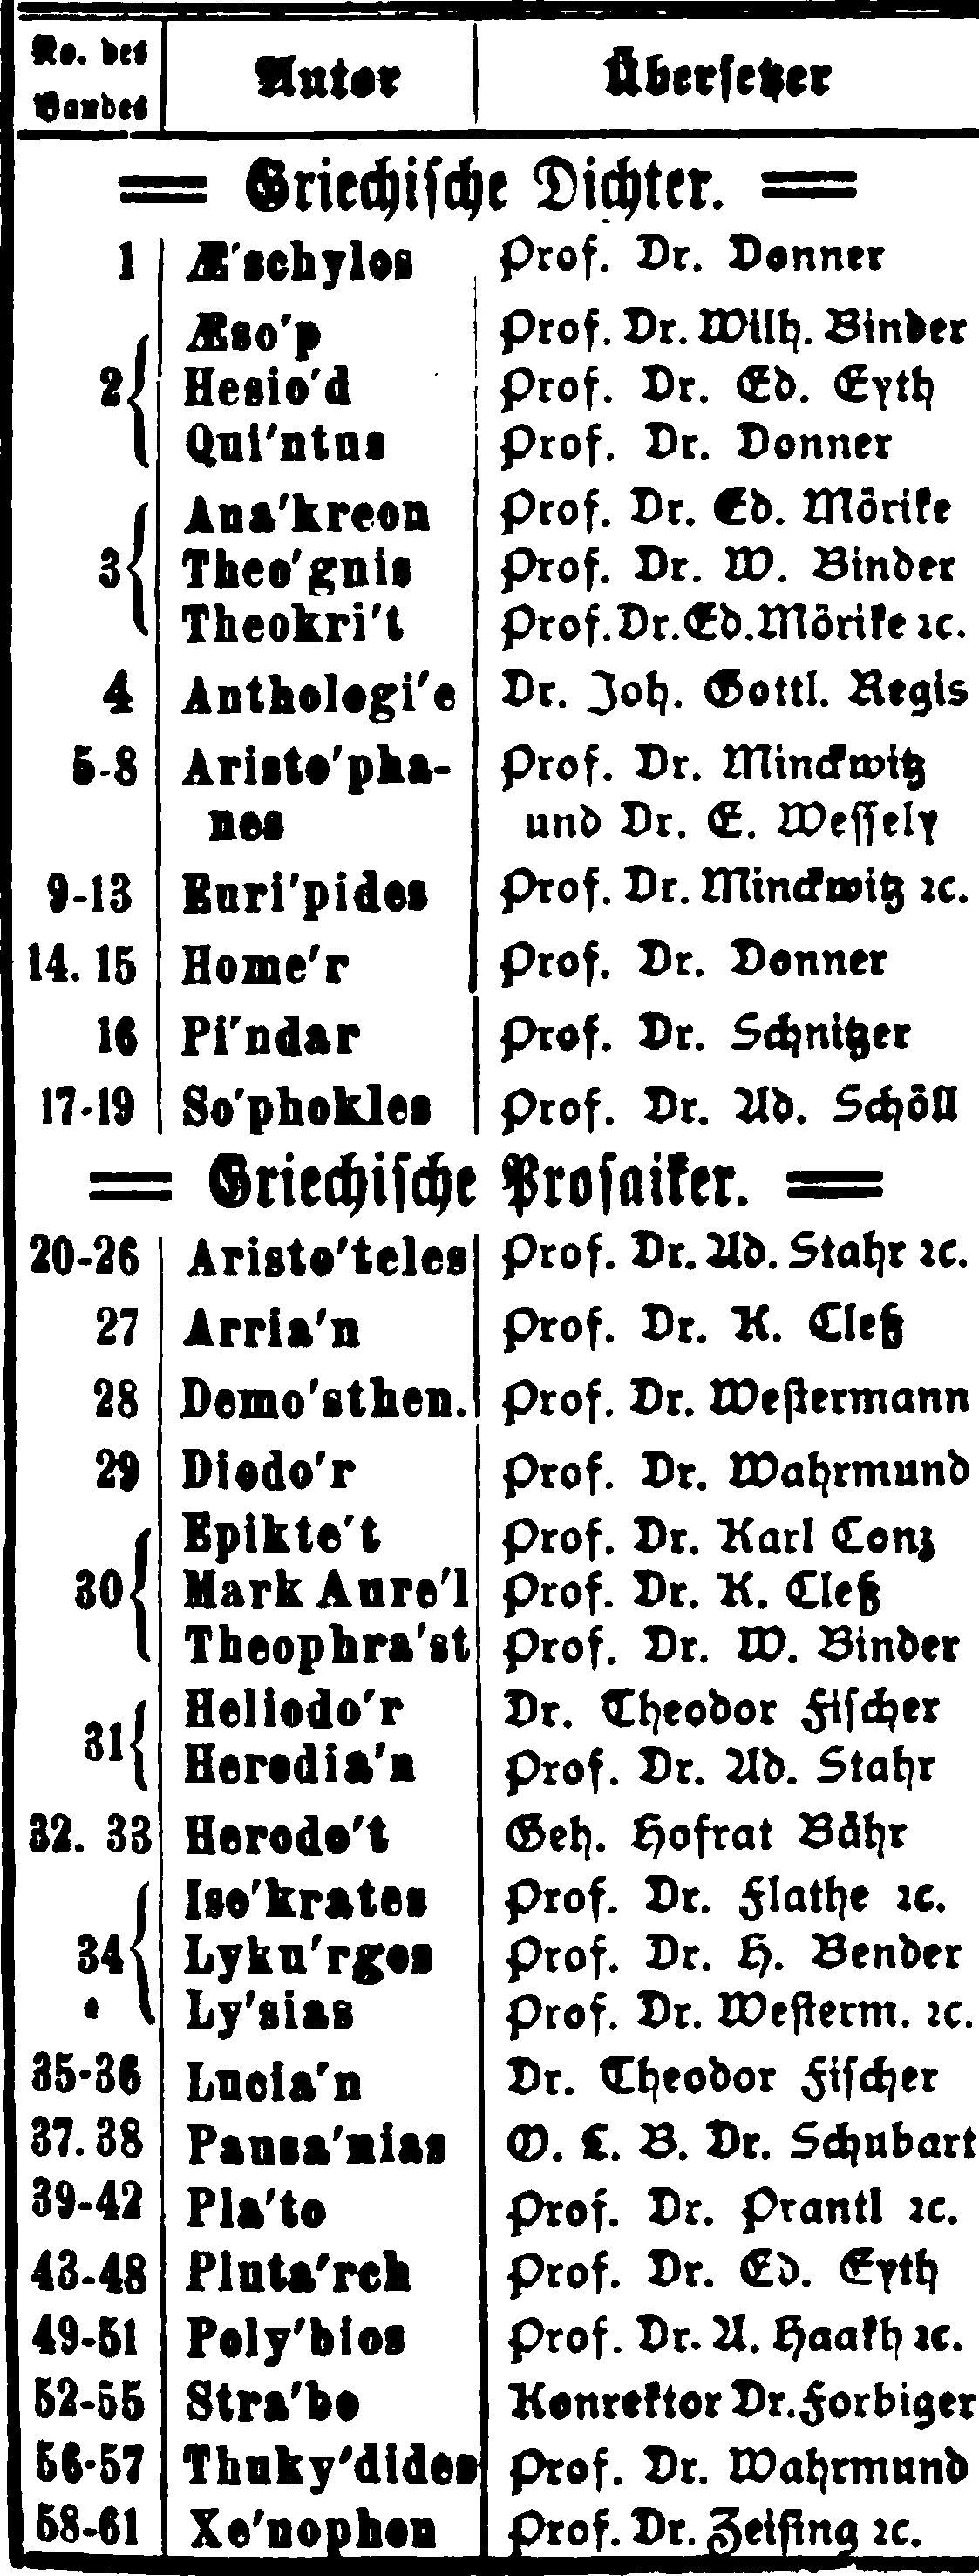 No. des Bandes Autor Übersetzer
Griechische Dichter.
1 Æ'schylos Prof. Dr. Donner
Æso'p Prof. Dr. Wilh. Binder
2 Hesio'd Prof. Dr. Ed. Eyth
Qui'ntus Prof. Dr. Donner
Ana'kreon Prof. Dr. Ed. Mörike
3 Theo'gnis Prof. Dr. W. Binder
Theokri't Prof. Dr. Ed. Mörike ꝛc.
4 Anthologi'e Dr. Joh. Gottl. Regis
5-8 Aristo'pha- Prof. Dr. Minckwitz
nes und Dr. E. Wessely
9-13 Euri'pides Prof. Dr. Minckwitz ꝛc.
14. 15 Home'r Prof. Dr. Donner
16 Pi'ndar Prof. Dr. Schnitzer
17-19 So'phokles Prof. Dr. Ad. Schöll
Griechische Prosaiker.
20-26 Aristo'teles Prof. Dr. Ad. Stahr ꝛc.
27 Arria'n Prof. Dr. K. Cleß
28 Demo'sthen. Prof. Dr. Westermann
29 Diodo'r Prof. Dr. Wahrmund
Epikte't Prof. Dr. Karl Conz
30 Mark Aure'l Prof. Dr. K. Cleß
Theophra'st Prof. Dr. W. Binder
Heliodo'r Dr. Theodor Fischer
31 Herodia'n Prof. Dr. Ad. Stahr
32. 33 Herodo't Geh. Hofrat Bähr
Iso'krates Prof. Dr. Flathe ꝛc.
34 Lyku'rgos Prof. Dr. H. Bender
Ly'sias Prof. Dr. Westerm. ꝛc.
35-36 Lucia'n Dr. Theodor Fischer
37. 38 Pausa'nias O. L. B. Dr. Schubart
39-42 Pla'to Prof. Dr. Prantl ꝛc.
43-48 Pluta'rch Prof. Dr. Ed. Eyth
49-51 Poly'bios Prof. Dr. A. Haakh ꝛc.
52-55 Stra'bo Konrektor Dr. Forbiger
56-57 Thuky'dides Prof. Dr. Wahrmund
58-61 Xe'nophon Prof. Dr. Zeising ꝛc.